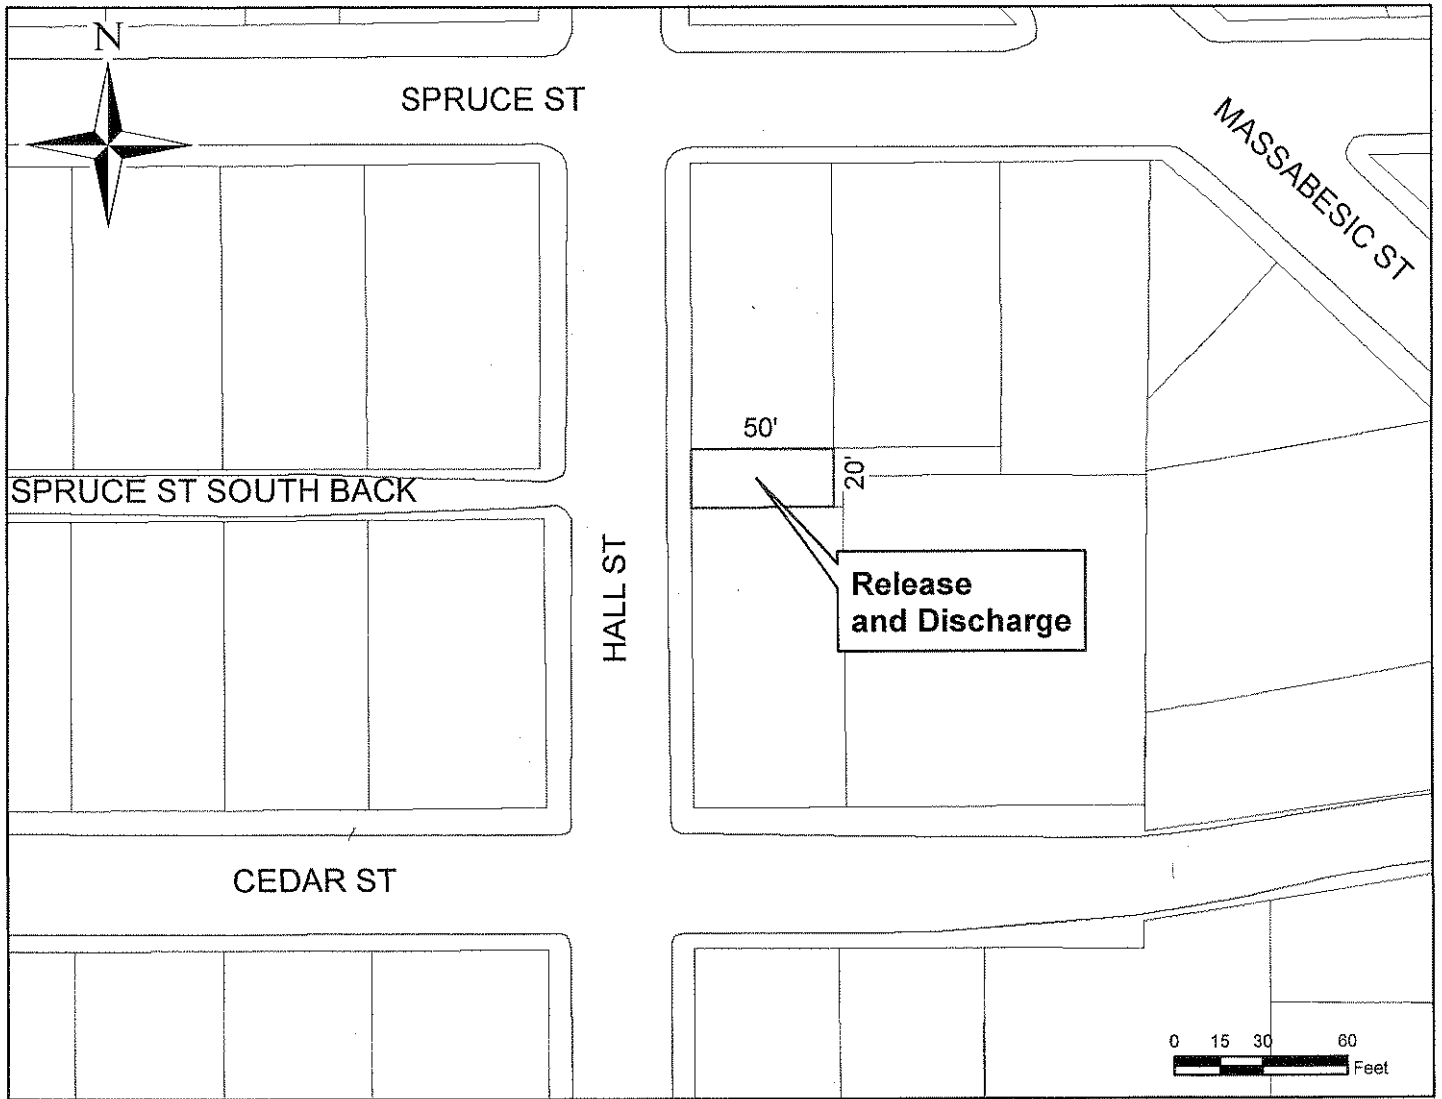 N
SPRUCE ST
MASSABESIC ST
50'
20'
SPRUCE ST SOUTH BACK
HALL ST
Release
and Discharge
CEDAR ST
0 15 30 60
Feet